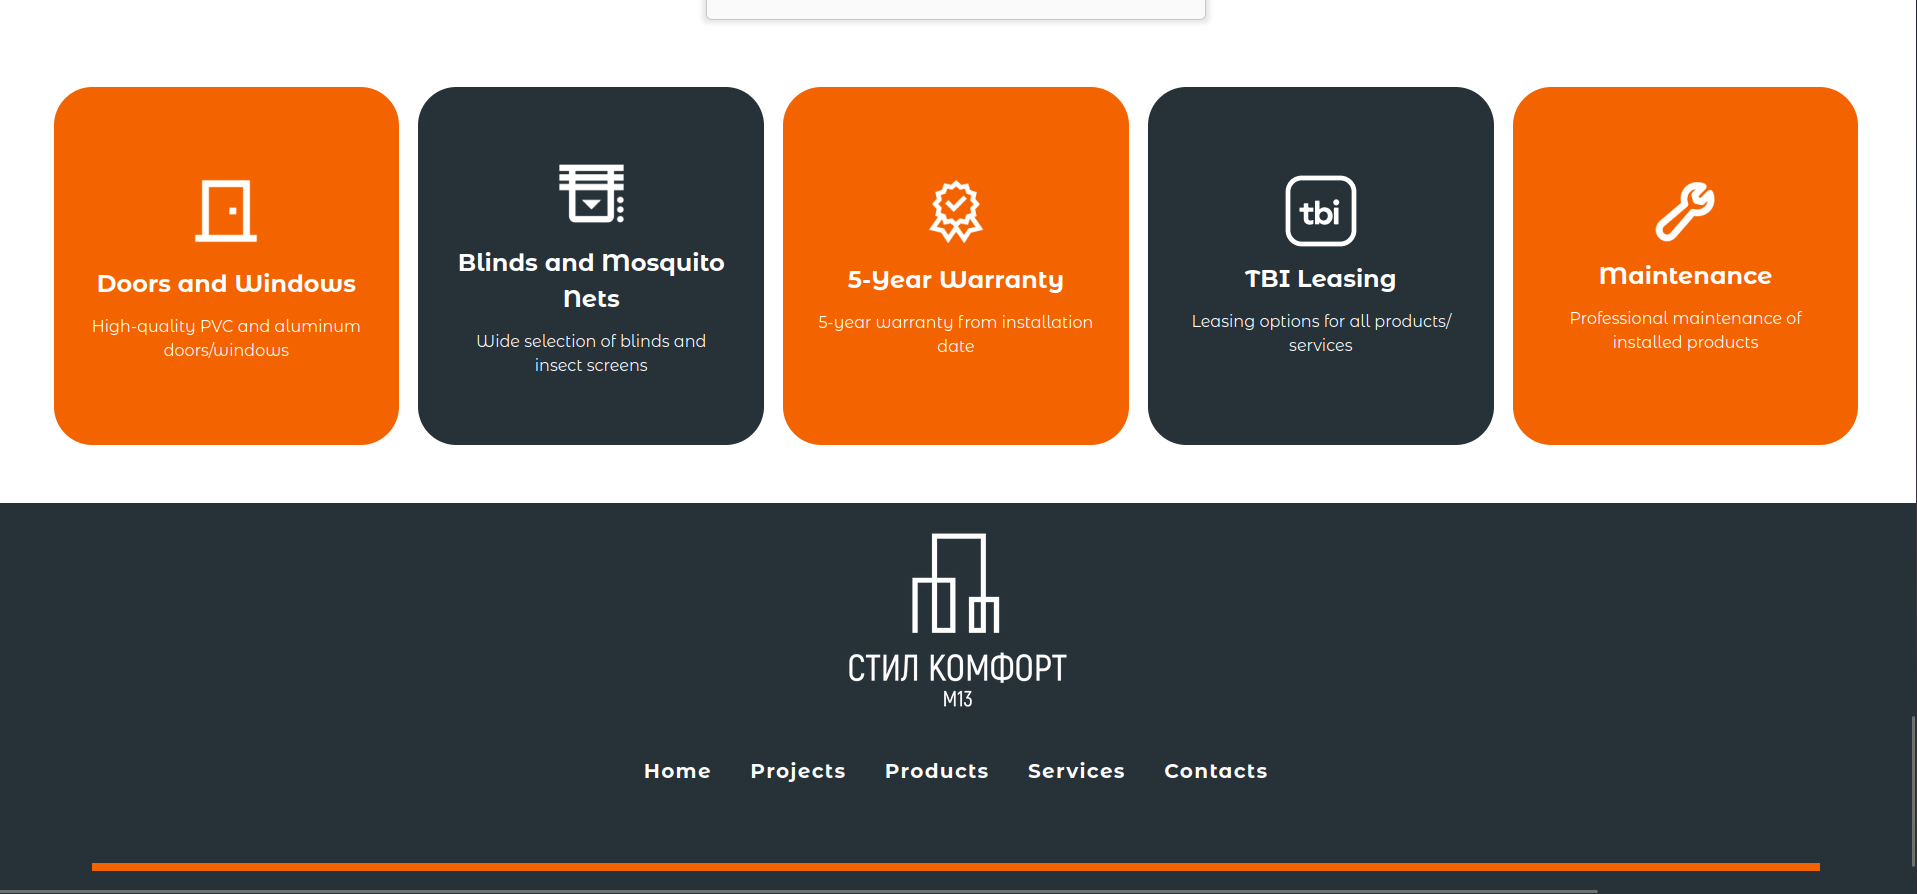 Doors and Windows
High-quality PVC and aluminum
doors/windows
Blinds and Mosquito
Nets
Wide selection of blinds and
insect screens
5-Year Warranty
5-year warranty from installation
date
tbi
TBI Leasing
Leasing options for all products/
services
Maintenance
Professional maintenance of
installed products
СТИЛ КОМФОРТ
М13
Home Projects Products Services Contacts